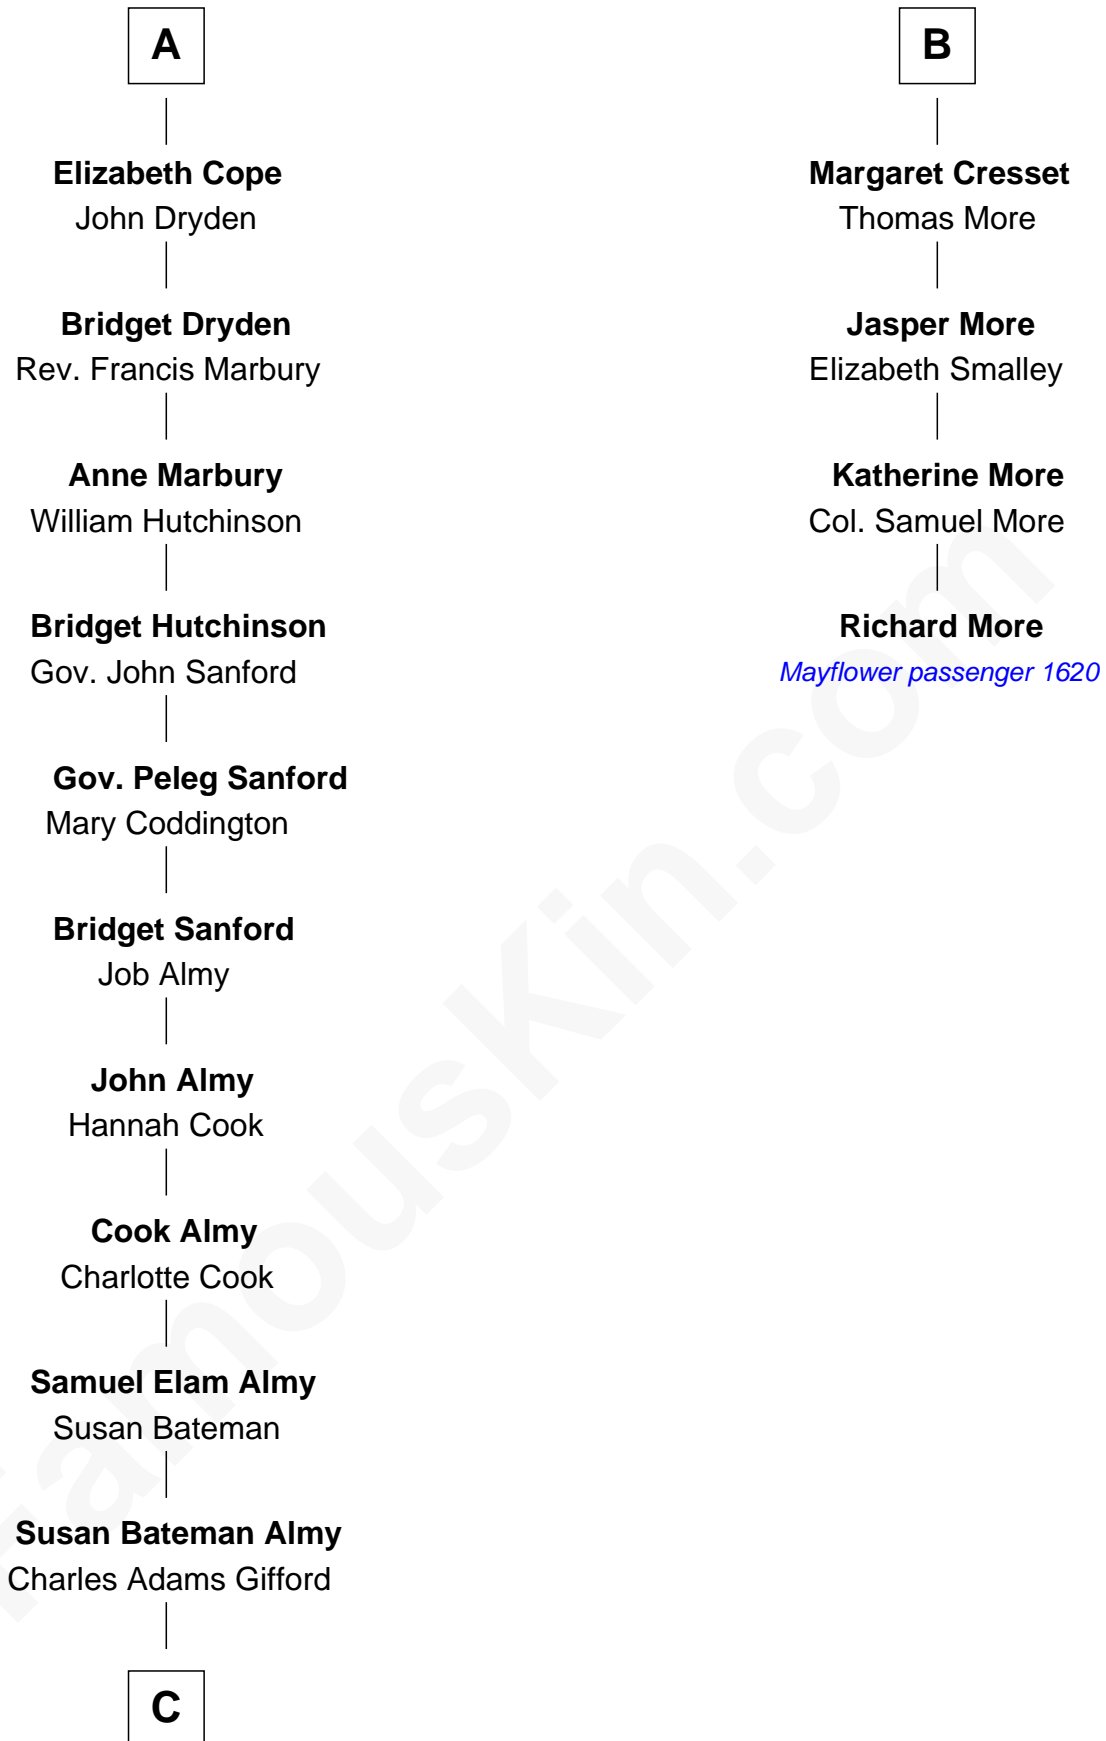 A
Elizabeth Cope
John Dryden
Bridget Dryden
Rev. Francis Marbury
Anne Marbury
William Hutchinson
Bridget Hutchinson
Gov. John Sanford
Gov. Peleg Sanford
Mary Coddington
Bridget Sanford
Job Almy
John Almy
Hannah Cook
Cook Almy
Charlotte Cook
Samuel Elam Almy
Susan Bateman
Susan Bateman Almy
Charles Adams Gifford
C
B
Margaret Cresset
Thomas More
Jasper More
Elizabeth Smalley
Katherine More
Col. Samuel More
Richard More
Mayflower passenger 1620
FamousKin.com